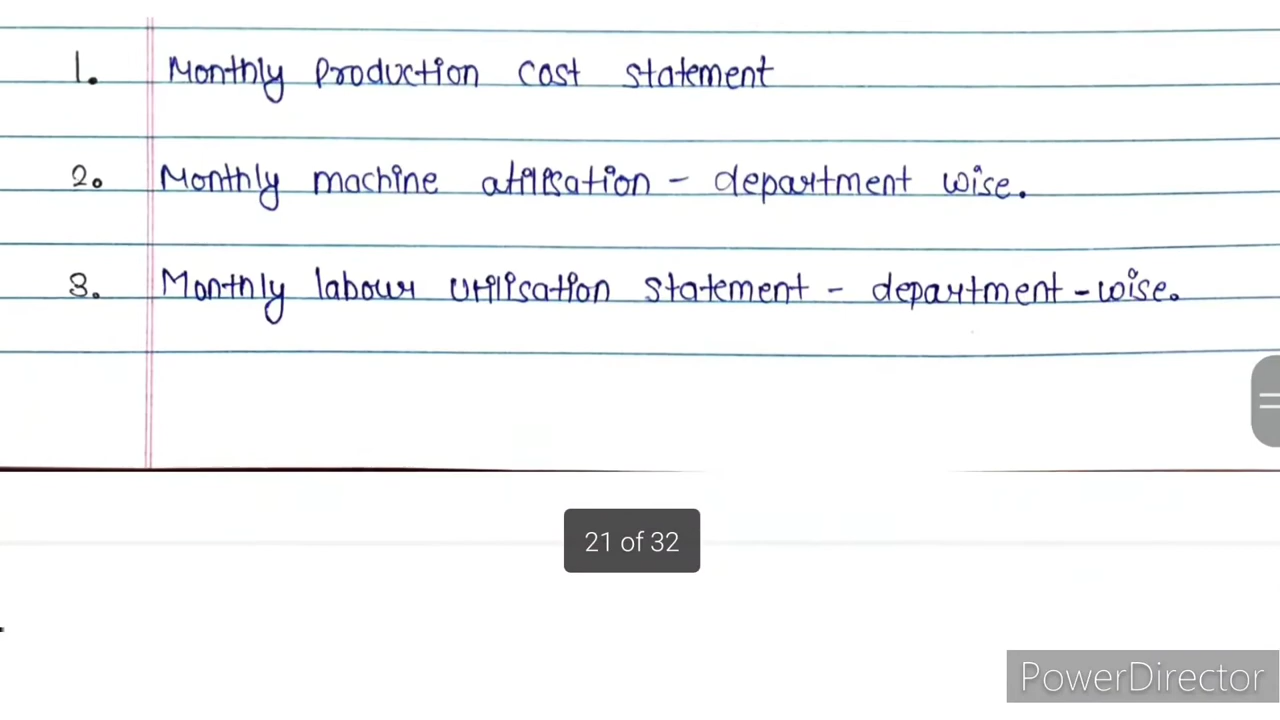 1. Monthly production cost statement
2. Monthly machine atilisation - department wise.
3. Monthly labour utilisation statement - department-wise.
21 of 32
PowerDirector